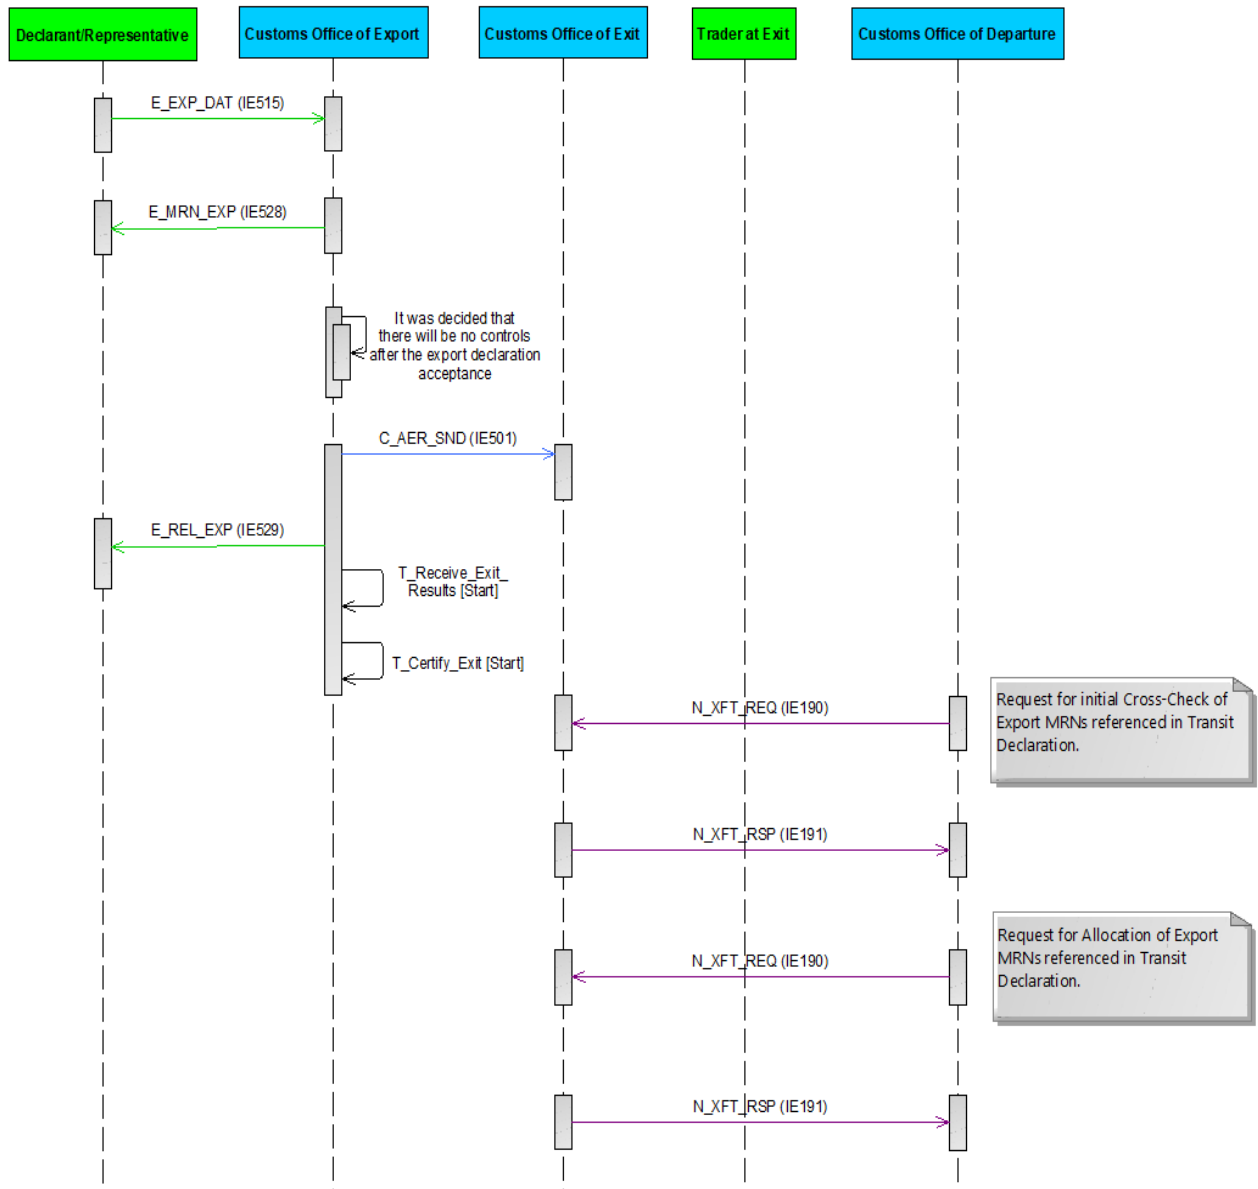 Declarant/Representative
Customs Office of Export
Customs Office of Exit
Trader at Exit
Customs Office of Departure
E_EXP_DAT (IE515)
E_MRN_EXP (IE528)
It was decided that
there will be no controls
after the export declaration
acceptance
C_AER_SND (IE501)
E_REL_EXP (IE529)
T_Receive_Exit_
Results [Start]
T_Certify_Exit [Start]
N_XFT_REQ (IE190)
Request for initial Cross-Check of
Export MRNs referenced in Transit
Declaration.
N_XFT_RSP (IE191)
N_XFT_REQ (IE190)
Request for Allocation of Export
MRNs referenced in Transit
Declaration.
N_XFT_RSP (IE191)